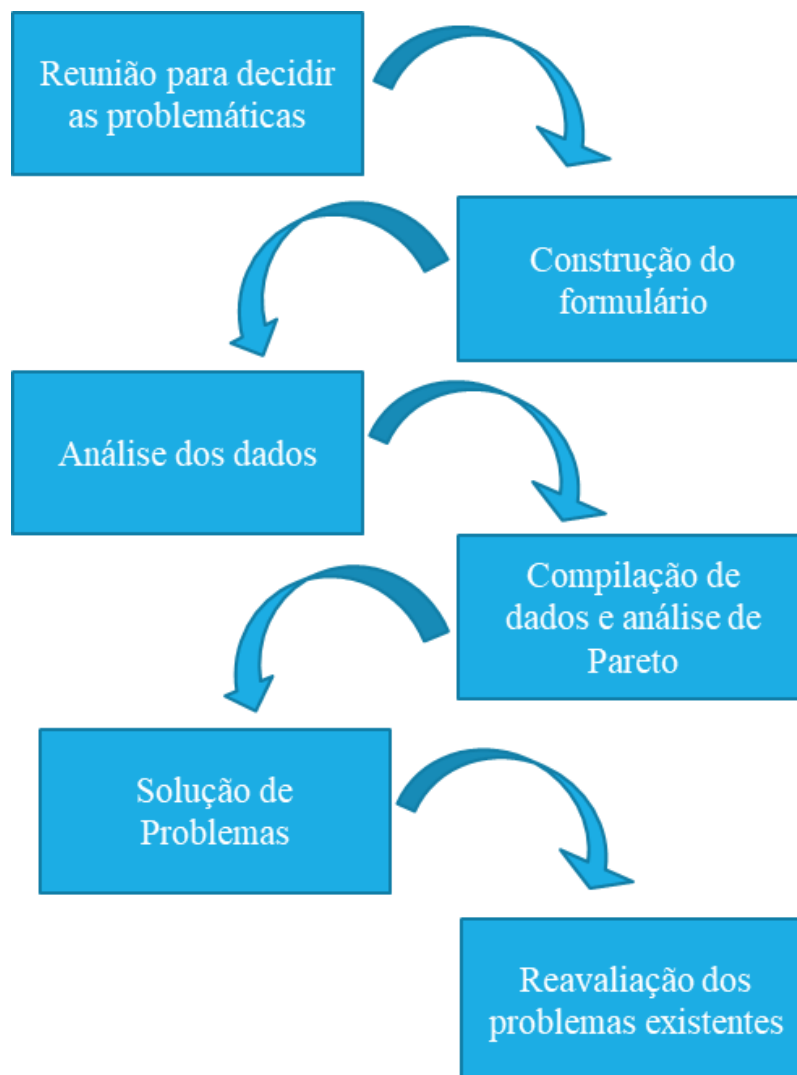 Reunião para decidir
as problemáticas
Construção do
formulário
Análise dos dados
Compilação de
dados e análise de
Pareto
Solução de
Problemas
Reavaliação dos
problemas existentes